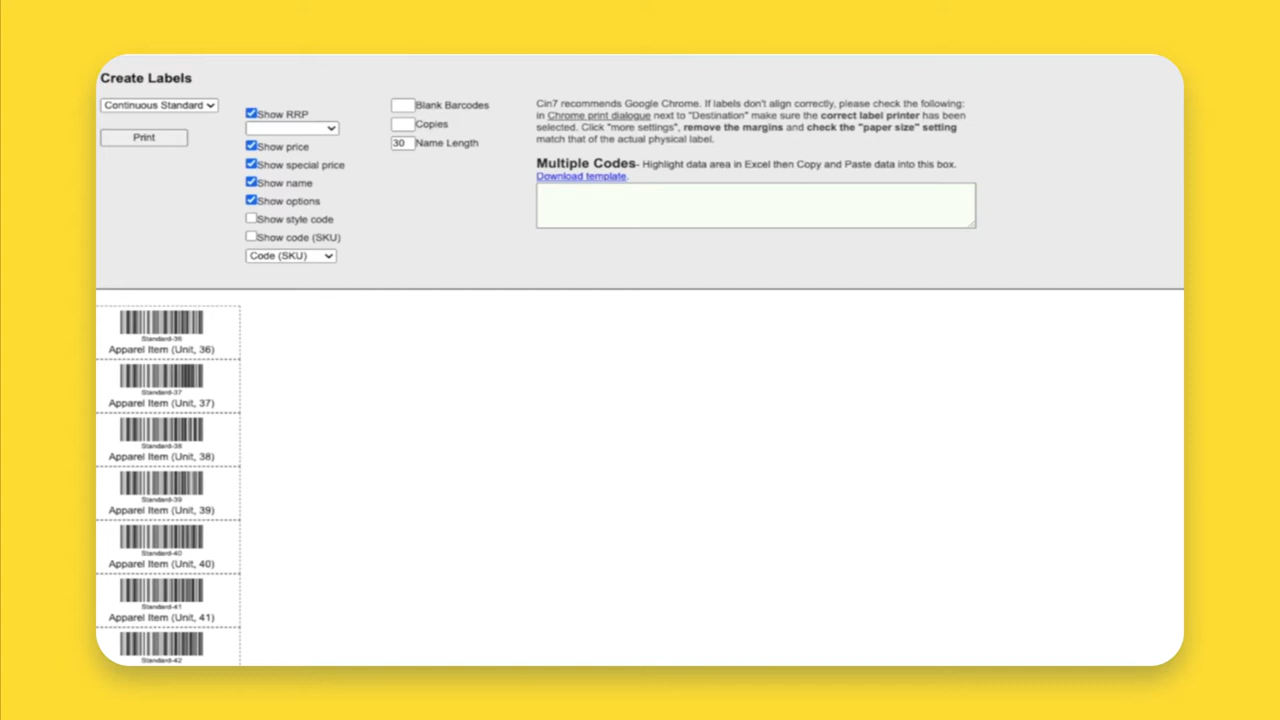 Create Labels
Continuous Standard
Print
Show RRP
Show price
Show special price
Show name
Show options
Show style code
Show code (SKU)
Code (SKU)
Blank Barcodes
Copies
30 Name Length
Cin7 recommends Google Chrome. If labels don't align correctly, please check the following:
in Chrome print dialogue next to "Destination" make sure the correct label printer has been
selected. Click "more settings", remove the margins and check the "paper size" setting
match that of the actual physical label.
Multiple Codes- Highlight data area in Excel then Copy and Paste data into this box.
Download template.
Standard-36
Apparel Item (Unit, 36)
Standard-37
Apparel Item (Unit, 37)
Standard-38
Apparel Item (Unit, 38)
Standard-39
Apparel Item (Unit, 39)
Standard-40
Apparel Item (Unit, 40)
Standard-41
Apparel Item (Unit, 41)
Standard-42